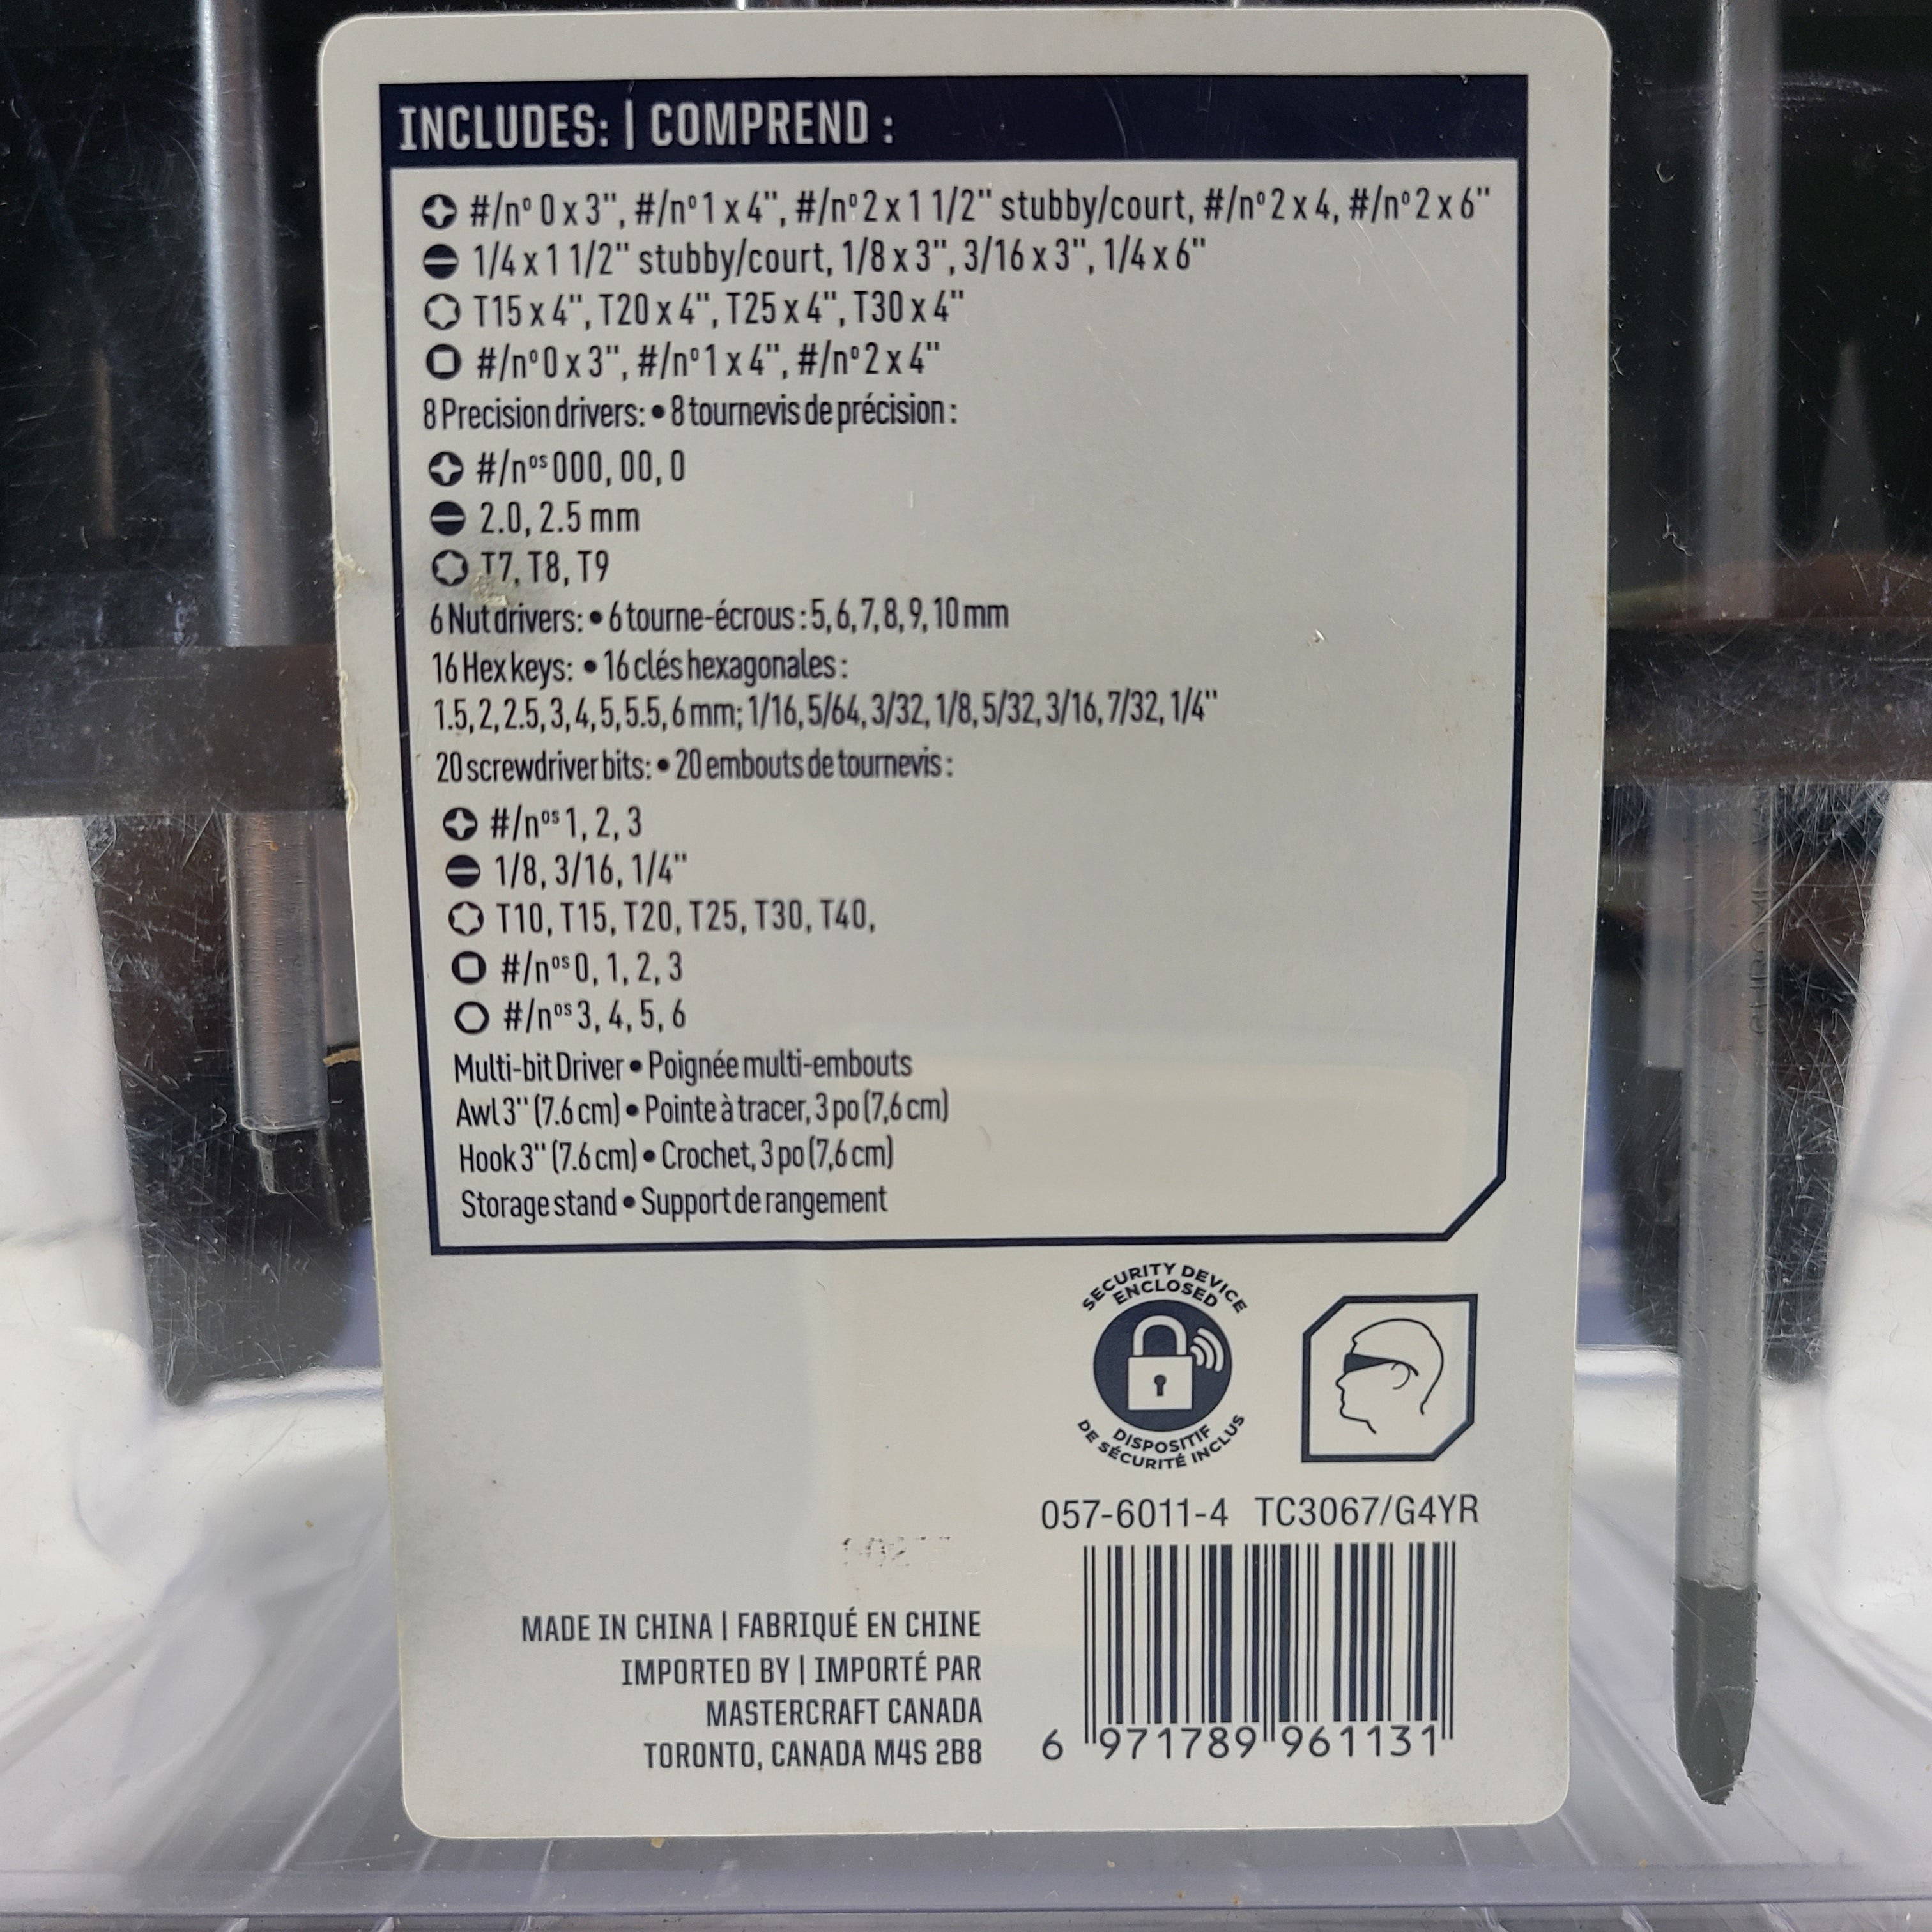 INCLUDES: | COMPREND :
#/nº 0 x 3", #/nº 1 x 4", #/nº 2 x 1 1/2" stubby/court, #/nº 2 x 4, #/nº 2 x 6"
1/4 x 1 1/2" stubby/court, 1/8 x 3", 3/16 x 3", 1/4 x 6"
T15 x 4", T20 x 4", T25 x 4", T30 x 4"
#/nº 0 x 3", #/nº 1 x 4", #/nº 2 x 4"
8 Precision drivers: • 8 tournevis de précision :
#/nos 000, 00, 0
2.0, 2.5 mm
T7, T8, T9
6 Nut drivers: • 6 tourne-écrous : 5, 6, 7, 8, 9, 10 mm
16 Hex keys: • 16 clés hexagonales :
1.5, 2, 2.5, 3, 4, 5, 5.5, 6 mm; 1/16, 5/64, 3/32, 1/8, 5/32, 3/16, 7/32, 1/4"
20 screwdriver bits: • 20 embouts de tournevis :
#/nos 1, 2, 3
1/8, 3/16, 1/4"
T10, T15, T20, T25, T30, T40,
#/nos 0, 1, 2, 3
#/nos 3, 4, 5, 6
Multi-bit Driver • Poignée multi-embouts
Awl 3" (7.6 cm) • Pointe à tracer, 3 po (7,6 cm)
Hook 3" (7.6 cm) • Crochet, 3 po (7,6 cm)
Storage stand • Support de rangement
SECURITY DEVICE
ENCLOSED
DISPOSITIF
DE SÉCURITÉ INCLUS
057-6011-4 TC3067/G4YR
MADE IN CHINA | FABRIQUÉ EN CHINE
IMPORTED BY | IMPORTÉ PAR
MASTERCRAFT CANADA
TORONTO, CANADA M4S 2B8
6 971789 961131